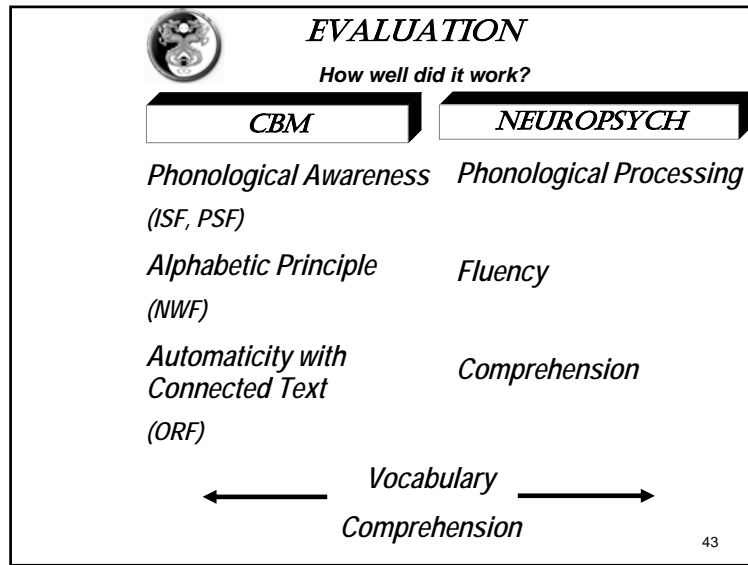 EVALUATION
How well did it work?
CBM
NEUROPSYCH
Phonological Awareness
(ISF, PSF)
Alphabetic Principle
(NWF)
Automaticity with
Connected Text
(ORF)
Phonological Processing
Fluency
Comprehension
Vocabulary
Comprehension
43